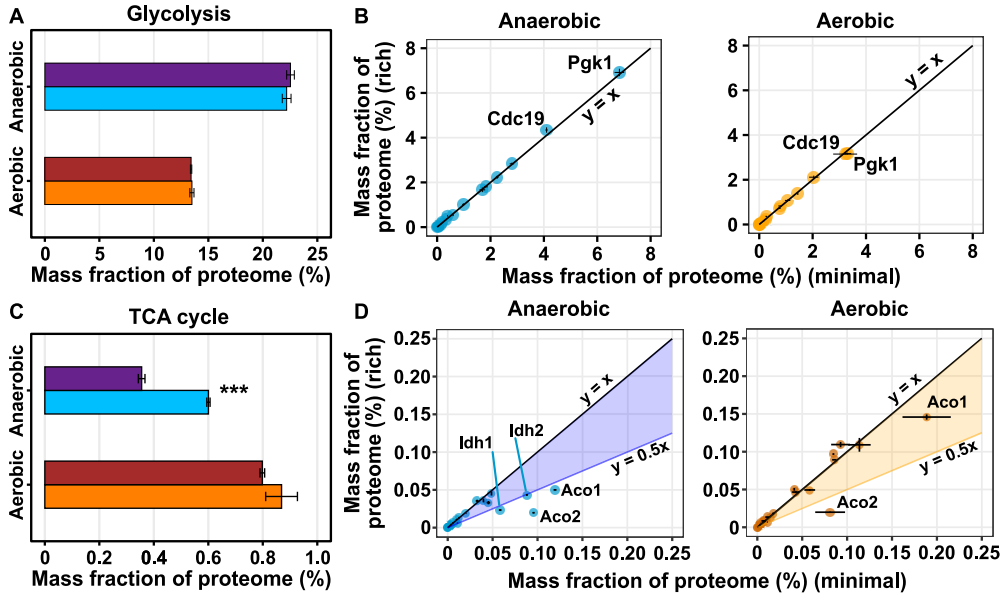 A
Glycolysis
Anaerobic
Aerobic
0 5 10 15 20 25
Mass fraction of proteome (%)
B
Anaerobic
Aerobic
Mass fraction of
proteome (%) (rich)
8
6
4
2
0
Pgk1
Cdc19
y = x
0 2 4 6 8
8
6
4
2
0
y = x
Cdc19
Pgk1
0 2 4 6 8
Mass fraction of proteome (%) (minimal)
C
TCA cycle
Anaerobic
***
Aerobic
0 0.2 0.4 0.6 0.8 1.0
Mass fraction of proteome (%)
D
Anaerobic
Aerobic
Mass fraction of
proteome (%) (rich)
0.25
0.20
0.15
0.10
0.05
0
y = x
Idh1
Idh2
y = 0.5x
Aco1
Aco2
0 0.05 0.10 0.15 0.20 0.25
0.25
0.20
0.15
0.10
0.05
0
y = x
Aco1
y = 0.5x
Aco2
0 0.05 0.10 0.15 0.20 0.25
Mass fraction of proteome (%) (minimal)